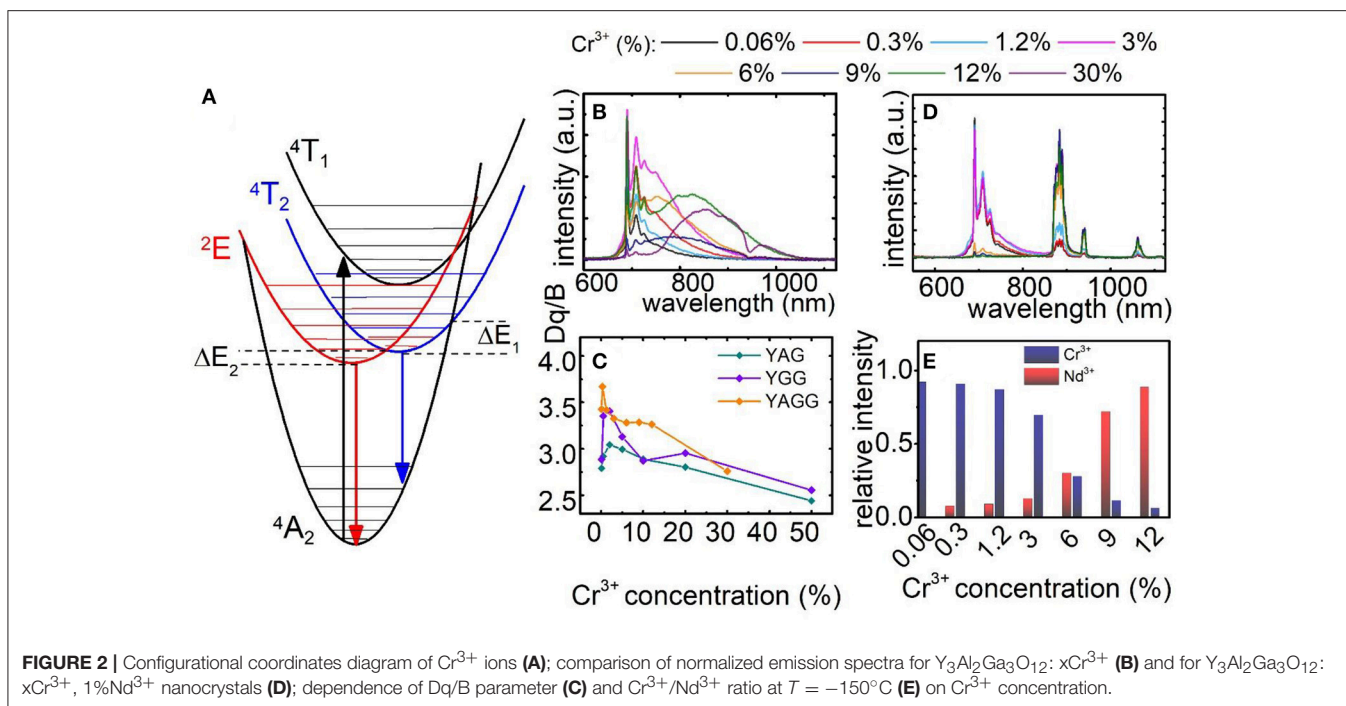 Cr³⁺ (%): 0.06% 0.3% 1.2% 3%
6% 9% 12% 30%
A
⁴T₁
⁴T₂
²E
ΔE₁
ΔE₂
⁴A₂
B
intensity (a.u.)
600 800 1000
wavelength (nm)
D
intensity (a.u.)
600 800 1000
wavelength (nm)
C
Dq/B
4.0
3.5
3.0
2.5
YAG
YGG
YAGG
0 10 20 30 40 50
Cr³⁺ concentration (%)
E
relative intensity
1.0
0.5
0.0
Cr³⁺
Nd³⁺
0.06 0.3 1.2 3 6 9 12
Cr³⁺ concentration (%)
FIGURE 2 | Configurational coordinates diagram of Cr³⁺ ions (A); comparison of normalized emission spectra for Y₃Al₂Ga₃O₁₂: xCr³⁺ (B) and for Y₃Al₂Ga₃O₁₂:
xCr³⁺, 1%Nd³⁺ nanocrystals (D); dependence of Dq/B parameter (C) and Cr³⁺/Nd³⁺ ratio at T = −150°C (E) on Cr³⁺ concentration.